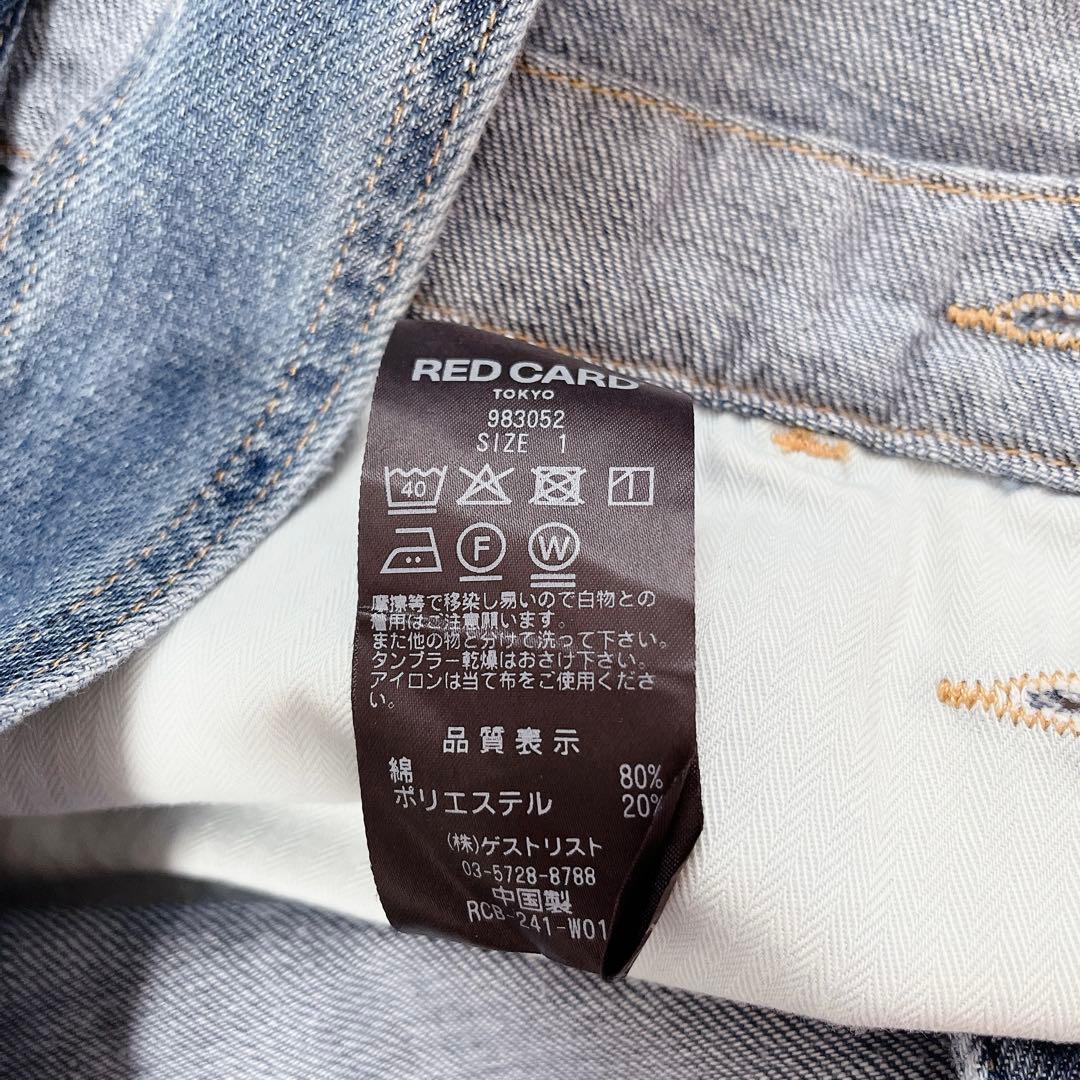 RED CARD
TOKYO
983052
SIZE 1
40
F W
摩擦等で移染し易いので白物との
着用はご注意願います。
また他の物と分けて洗って下さい。
タンブラー乾燥はおさけ下さい。
アイロンは当て布をご使用くださ
い。
品質表示
綿 80%
ポリエステル 20%
(株)ゲストリスト
03-5728-8788
中国製
RCB-241-W01